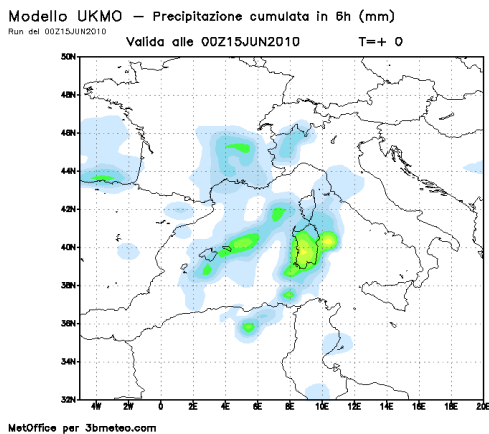 Modello UKMO – Precipitazione cumulata in 6h (mm)
Run del 00Z15JUN2010
Valida alle 00Z15JUN2010 T=+ 0
50N
48N
46N
44N
42N
40N
38N
36N
34N
32N
4W 2W 0 2E 4E 6E 8E 10E 12E 14E 16E 18E 20E
MetOffice per 3bmeteo.com